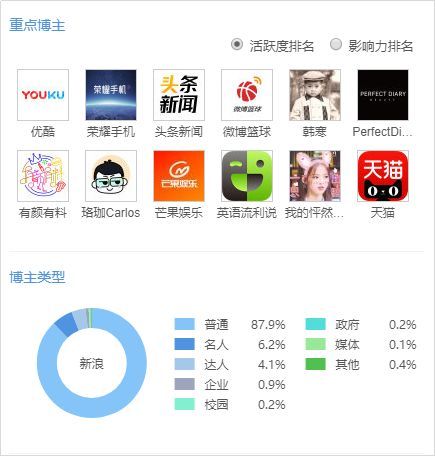 重点博主
活跃度排名 影响力排名
YOUKU 头条新闻 微博篮球 PERFECT DIARY
BEAUTY
优酷 荣耀手机 头条新闻 微博篮球 韩寒 PerfectDi...
芒果娱乐 天猫
有颜有料 珞珈Carlos 芒果娱乐 英语流利说 我的怦然... 天猫
博主类型
新浪
普通 87.9% 政府 0.2%
名人 6.2% 媒体 0.1%
达人 4.1% 其他 0.4%
企业 0.9%
校园 0.2%